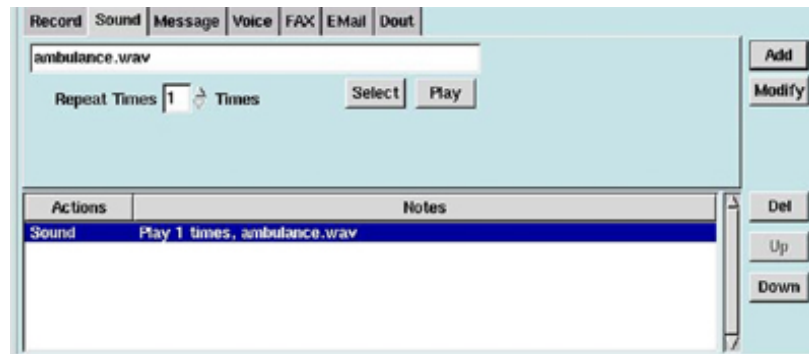 Record Sound Message Voice FAX EMail Dout
ambulance.wav
Add
Repeat Times 1 Times Select Play
Modify
Actions Notes
Del
Sound Play 1 times, ambulance.wav
Up
Down